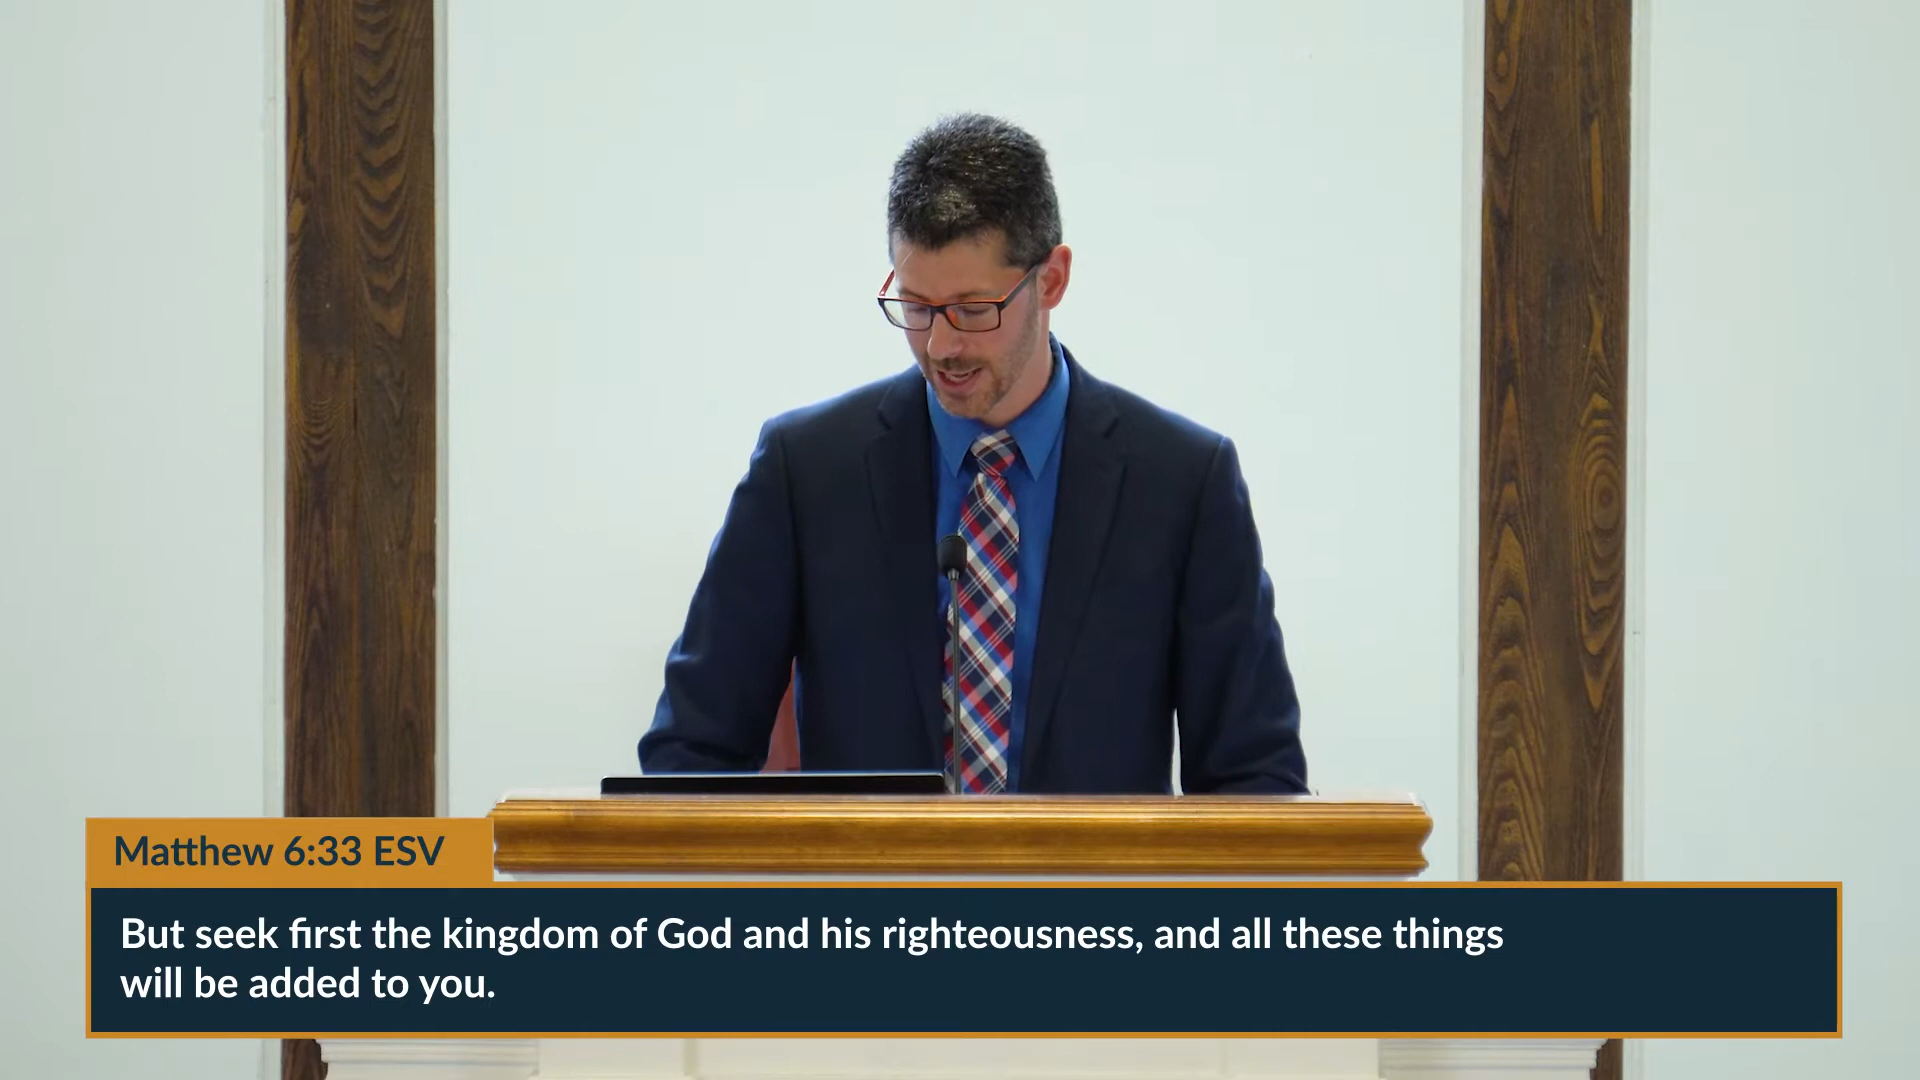 Matthew 6:33 ESV
But seek first the kingdom of God and his righteousness, and all these things
will be added to you.